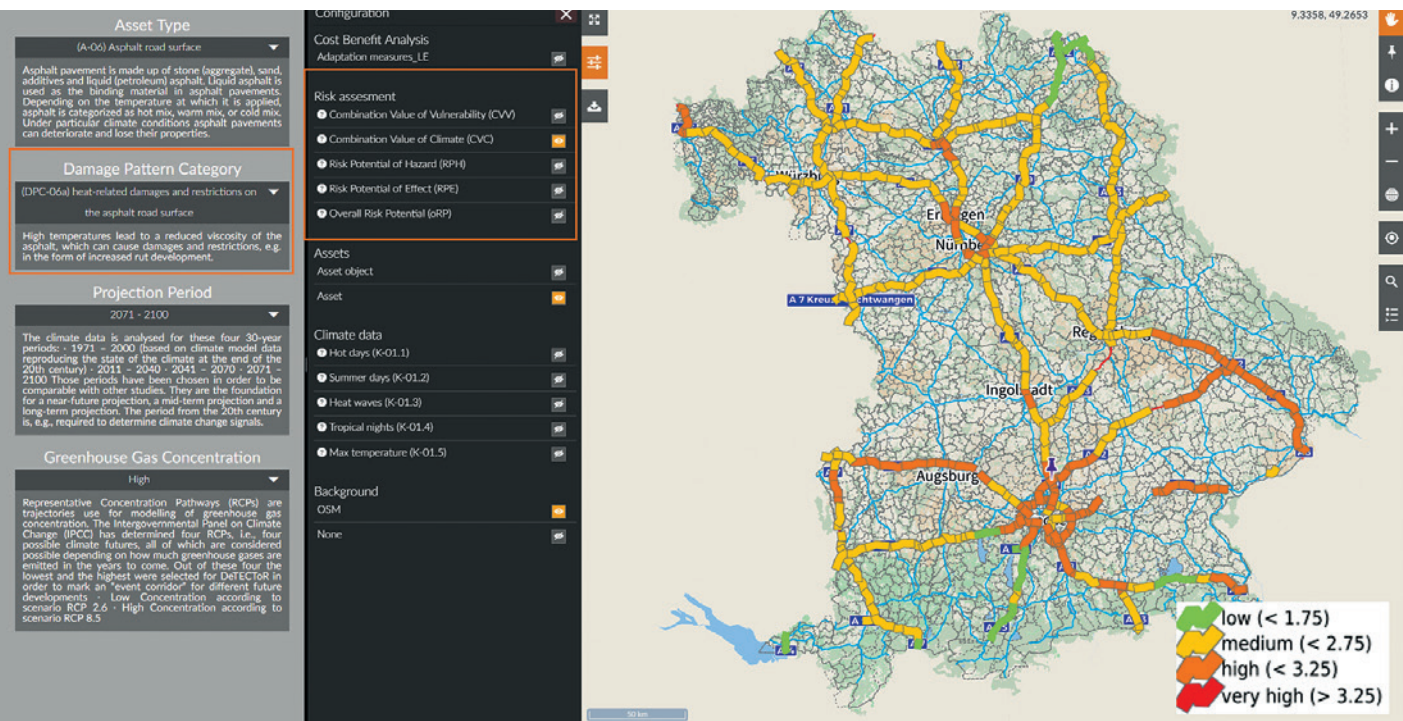 Asset Type
(A-06) Asphalt road surface
Asphalt pavement is made up of stone (aggregate), sand,
additives and liquid (petroleum) asphalt. Liquid asphalt is
used as the binding material in asphalt pavements.
Depending on the temperature at which it is applied,
asphalt is categorized as hot mix, warm mix, or cold mix.
Under particular climate conditions asphalt pavements
can deteriorate and lose their properties.
Damage Pattern Category
(DPC-06a) heat-related damages and restrictions on
the asphalt road surface
High temperatures lead to a reduced viscosity of the
asphalt, which can cause damages and restrictions, e.g.
in the form of increased rut development.
Projection Period
2071 - 2100
The climate data is analysed for these four 30-year
periods: · 1971 – 2000 (based on climate model data
reproducing the state of the climate at the end of the
20th century) · 2011 – 2040 · 2041 – 2070 · 2071 –
2100 Those periods have been chosen in order to be
comparable with other studies. They are the foundation
for a near-future projection, a mid-term projection and a
long-term projection. The period from the 20th century
is, e.g., required to determine climate change signals.
Greenhouse Gas Concentration
High
Representative Concentration Pathways (RCPs) are
trajectories use for modelling of greenhouse gas
concentration. The Intergovernmental Panel on Climate
Change (IPCC) has determined four RCPs, i.e., four
possible climate futures, all of which are considered
possible depending on how much greenhouse gases are
emitted in the years to come. Out of these four the
lowest and the highest were selected for DeTECToR in
order to mark an "event corridor" for different future
developments · Low Concentration according to
scenario RCP 2.6 · High Concentration according to
scenario RCP 8.5
Configuration
Cost Benefit Analysis
Adaptation measures_LE
Risk assesment
Combination Value of Vulnerability (CVV)
Combination Value of Climate (CVC)
Risk Potential of Hazard (RPH)
Risk Potential of Effect (RPE)
Overall Risk Potential (oRP)
Assets
Asset object
Asset
Climate data
Hot days (K-01.1)
Summer days (K-01.2)
Heat waves (K-01.3)
Tropical nights (K-01.4)
Max temperature (K-01.5)
Background
OSM
None
9.3358, 49.2653
Nürnbe
A 7 Kreu
chtwangen
Ingol
stadt
Augsburg
50 km
low (< 1.75)
medium (< 2.75)
high (< 3.25)
very high (> 3.25)